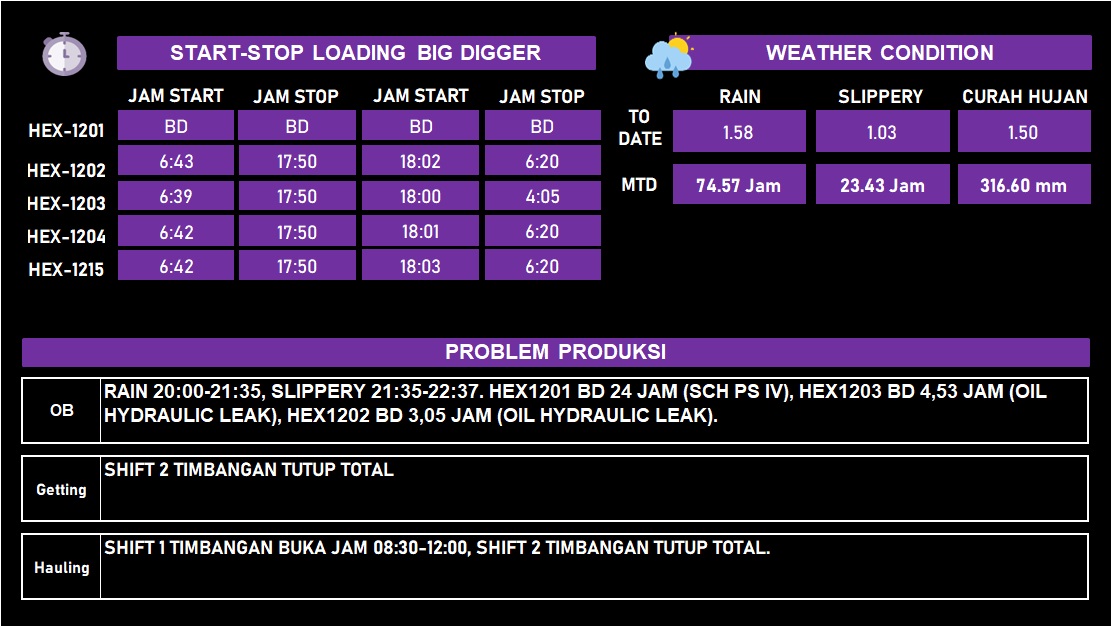 START-STOP LOADING BIG DIGGER
JAM START JAM STOP JAM START JAM STOP
HEX-1201 BD BD BD BD
HEX-1202 6:43 17:50 18:02 6:20
HEX-1203 6:39 17:50 18:00 4:05
HEX-1204 6:42 17:50 18:01 6:20
HEX-1215 6:42 17:50 18:03 6:20
WEATHER CONDITION
RAIN SLIPPERY CURAH HUJAN
TO DATE 1.58 1.03 1.50
MTD 74.57 Jam 23.43 Jam 316.60 mm
PROBLEM PRODUKSI
OB
RAIN 20:00-21:35, SLIPPERY 21:35-22:37. HEX1201 BD 24 JAM (SCH PS IV), HEX1203 BD 4,53 JAM (OIL
HYDRAULIC LEAK), HEX1202 BD 3,05 JAM (OIL HYDRAULIC LEAK).
Getting
SHIFT 2 TIMBANGAN TUTUP TOTAL
Hauling
SHIFT 1 TIMBANGAN BUKA JAM 08:30-12:00, SHIFT 2 TIMBANGAN TUTUP TOTAL.